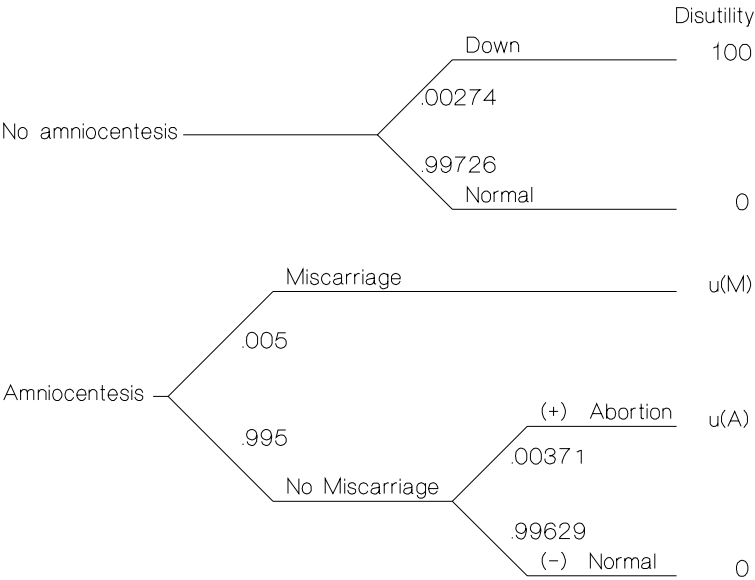 Disutility
Down 100
.00274
No amniocentesis
.99726
Normal 0
Miscarriage u(M)
.005
Amniocentesis
(+) Abortion u(A)
.995
.00371
No Miscarriage
.99629
(-) Normal 0